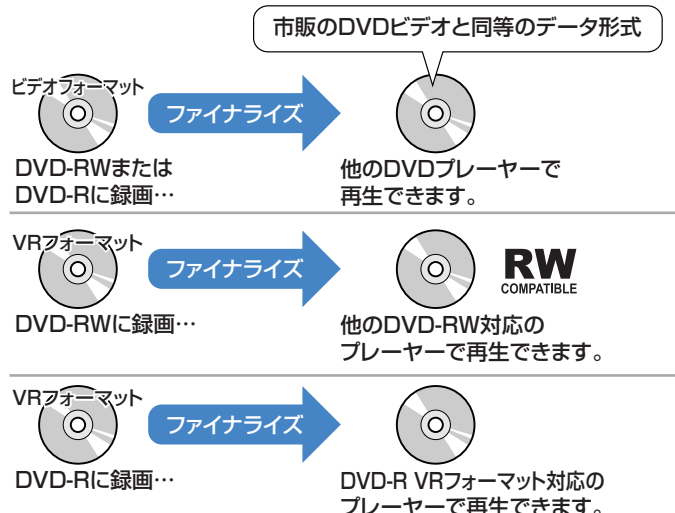 市販のDVDビデオと同等のデータ形式
ビデオフォーマット
ファイナライズ
DVD-RWまたは
DVD-Rに録画…
他のDVDプレーヤーで
再生できます。
VRフォーマット
ファイナライズ
RW
COMPATIBLE
DVD-RWに録画…
他のDVD-RW対応の
プレーヤーで再生できます。
VRフォーマット
ファイナライズ
DVD-Rに録画…
DVD-R VRフォーマット対応の
プレーヤーで再生できます。